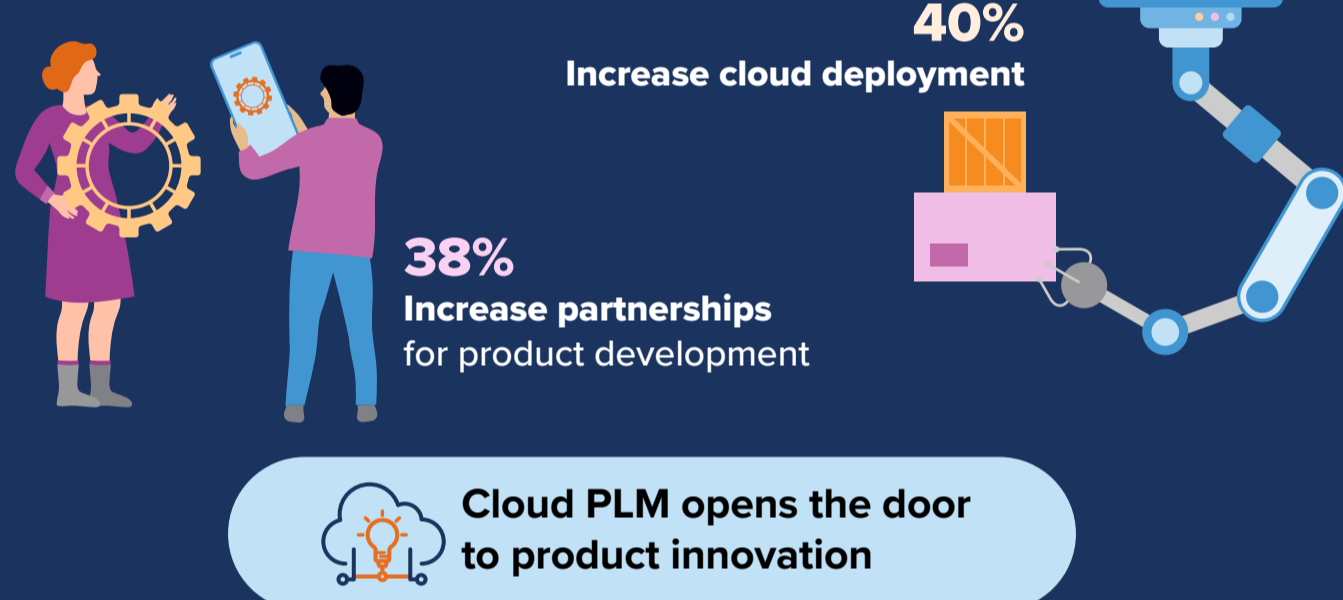 40%
Increase cloud deployment
38%
Increase partnerships
for product development
Cloud PLM opens the door
to product innovation